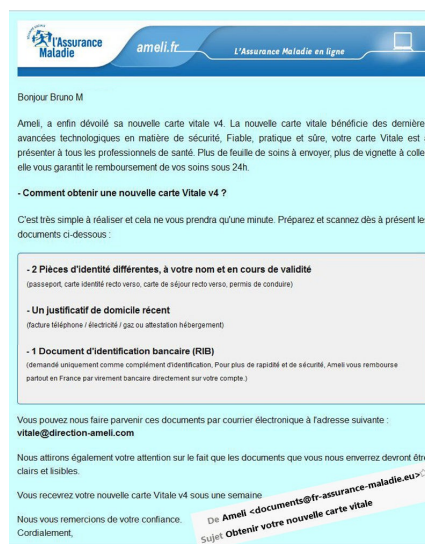 l'Assurance
Maladie
ameli.fr
L'Assurance Maladie en ligne
Bonjour Bruno M
Ameli, a enfin dévoilé sa nouvelle carte vitale v4. La nouvelle carte vitale bénéficie des dernière
avancées technologiques en matière de sécurité, Fiable, pratique et sûre, votre carte Vitale est
présenter à tous les professionnels de santé. Plus de feuille de soins à envoyer, plus de vignette à colle
elle vous garantit le remboursement de vos soins sous 24h.
- Comment obtenir une nouvelle carte Vitale v4 ?
C'est très simple à réaliser et cela ne vous prendra qu'une minute. Préparez et scannez dès à présent les
documents ci-dessous :
- 2 Pièces d'identité différentes, à votre nom et en cours de validité
(passeport, carte identité recto verso, carte de séjour recto verso, permis de conduire)
- Un justificatif de domicile récent
(facture téléphone / électricité / gaz ou attestation hébergement)
- 1 Document d'identification bancaire (RIB)
(demandé uniquement comme complément d'identification, Pour plus de rapidité et de sécurité, Ameli vous rembourse
partout en France par virement bancaire directement sur votre compte.)
Vous pouvez nous faire parvenir ces documents par courrier électronique à l'adresse suivante :
vitale@direction-ameli.com
Nous attirons également votre attention sur le fait que les documents que vous nous enverrez devront être
clairs et lisibles.
Vous recevrez votre nouvelle carte Vitale v4 sous une semaine
Nous vous remercions de votre confiance.
Cordialement,
De Ameli <documents@fr-assurance-maladie.eu>
Sujet Obtenir votre nouvelle carte vitale